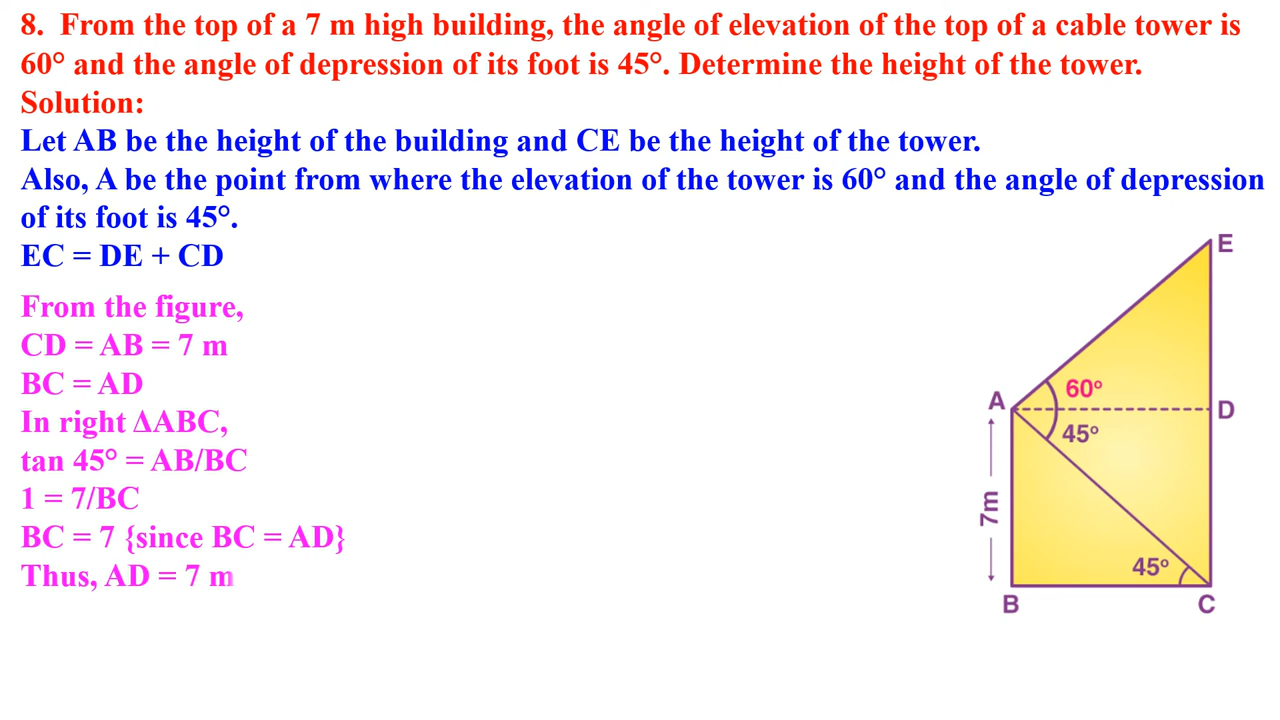 8. From the top of a 7 m high building, the angle of elevation of the top of a cable tower is
60° and the angle of depression of its foot is 45°. Determine the height of the tower.
Solution:
Let AB be the height of the building and CE be the height of the tower.
Also, A be the point from where the elevation of the tower is 60° and the angle of depression
of its foot is 45°.
EC = DE + CD
From the figure,
CD = AB = 7 m
BC = AD
In right ΔABC,
tan 45° = AB/BC
1 = 7/BC
BC = 7 {since BC = AD}
Thus, AD = 7 m
E
60°
A
D
45°
7m
45°
B
C